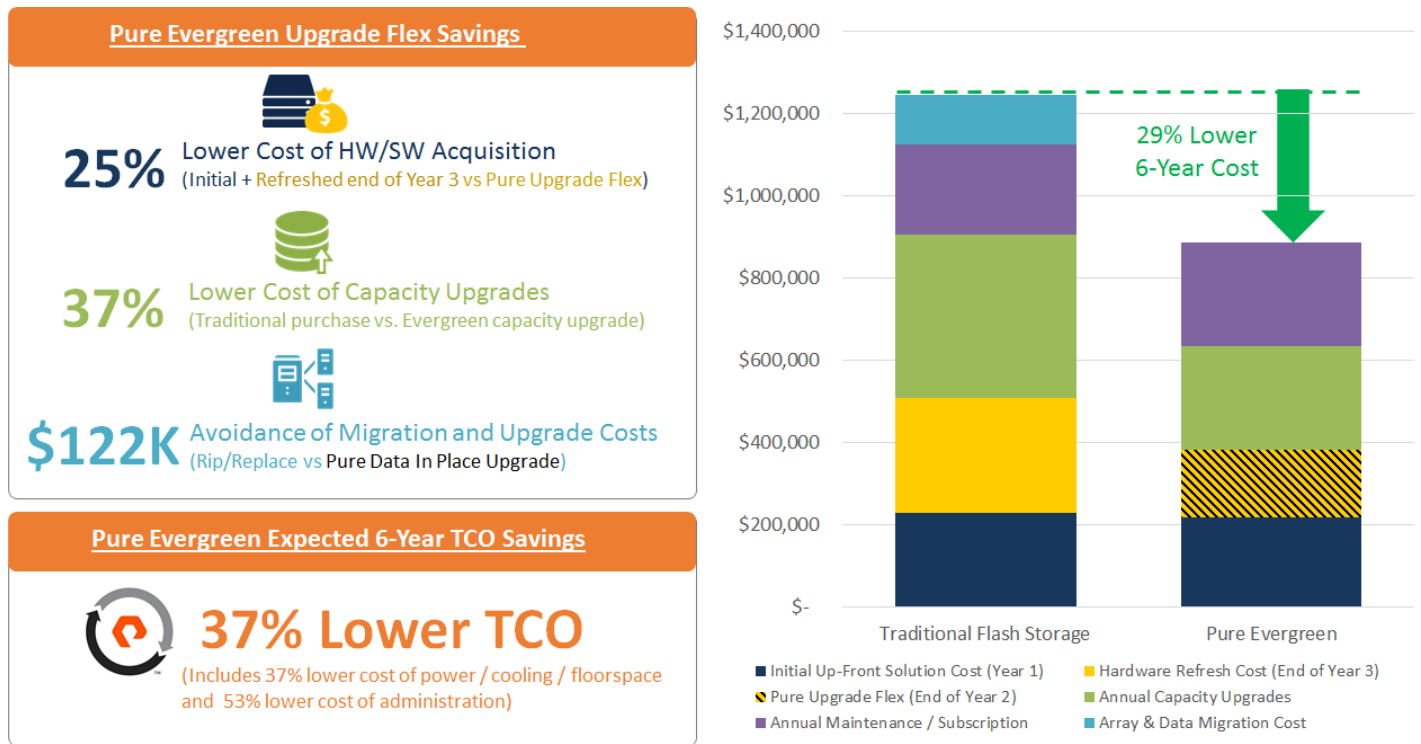 Pure Evergreen Upgrade Flex Savings
$
25%
Lower Cost of HW/SW Acquisition
(Initial + Refreshed end of Year 3 vs Pure Upgrade Flex)
37%
Lower Cost of Capacity Upgrades
(Traditional purchase vs. Evergreen capacity upgrade)
$122K
Avoidance of Migration and Upgrade Costs
(Rip/Replace vs Pure Data In Place Upgrade)
Pure Evergreen Expected 6-Year TCO Savings
TM
37% Lower TCO
(Includes 37% lower cost of power / cooling / floorspace
and 53% lower cost of administration)
$1,400,000
$1,200,000
$1,000,000
$800,000
$600,000
$400,000
$200,000
$-
29% Lower
6-Year Cost
Traditional Flash Storage
Pure Evergreen
Initial Up-Front Solution Cost (Year 1)
Hardware Refresh Cost (End of Year 3)
Pure Upgrade Flex (End of Year 2)
Annual Capacity Upgrades
Annual Maintenance / Subscription
Array & Data Migration Cost